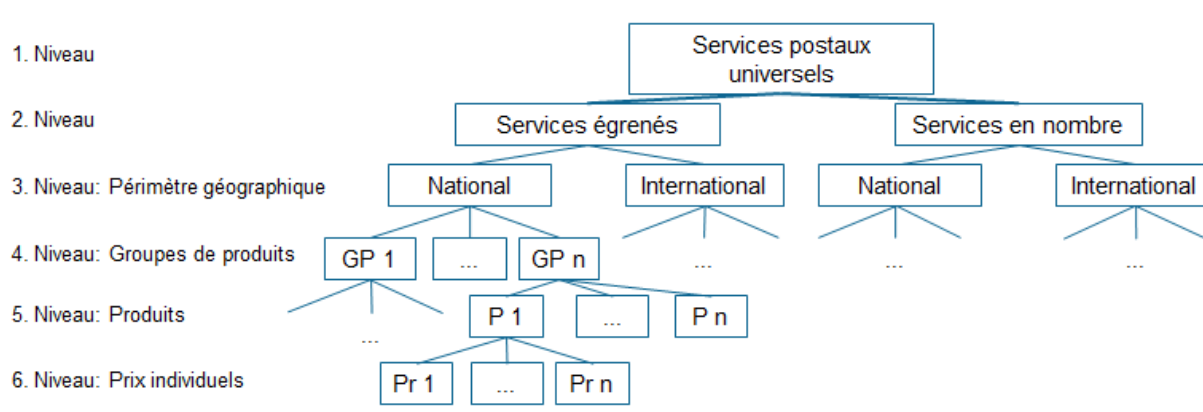 Services postaux
universels
1. Niveau
2. Niveau
Services égrenés
Services en nombre
3. Niveau: Périmètre géographique
National
International
National
International
4. Niveau: Groupes de produits
GP 1
...
GP n
...
...
...
5. Niveau: Produits
P 1
...
P n
...
6. Niveau: Prix individuels
Pr 1
...
Pr n